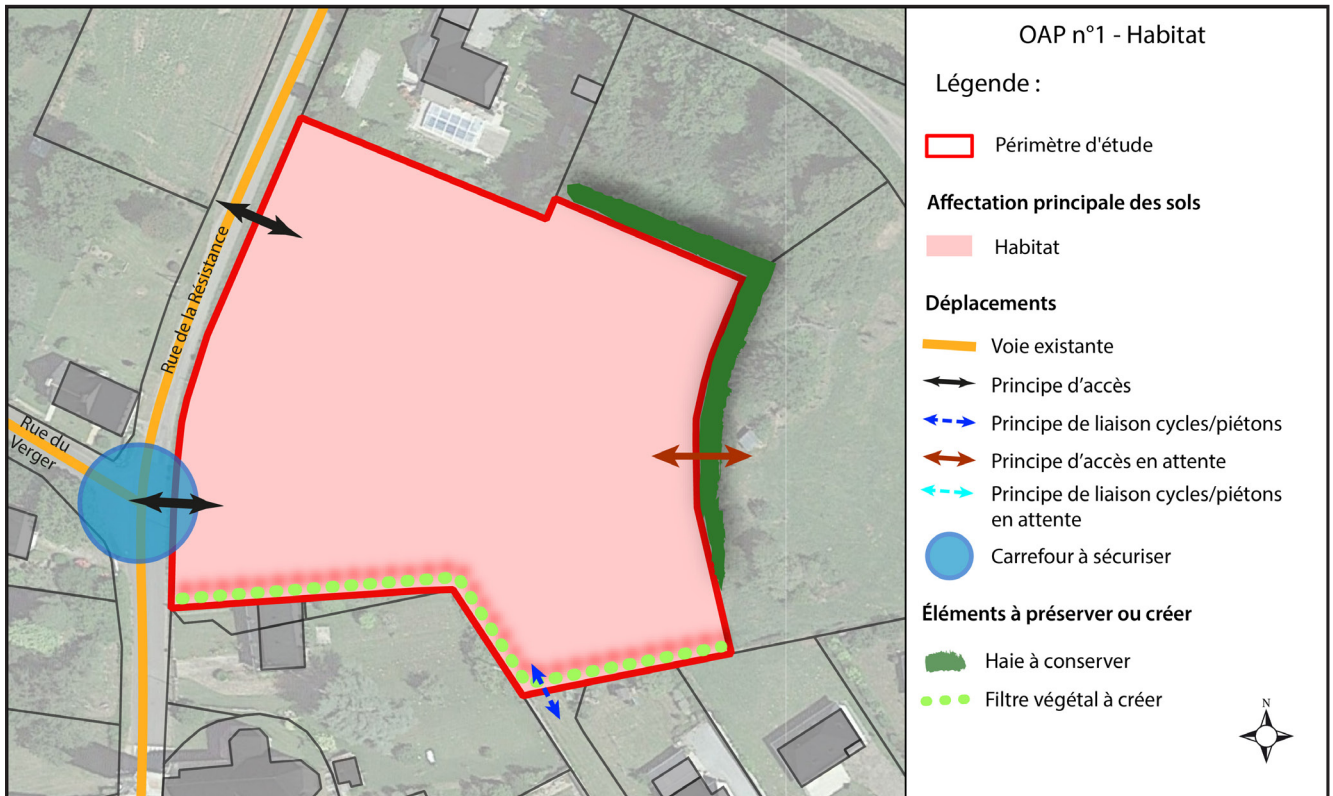 OAP n°1 - Habitat
Légende :
Périmètre d'étude
Affectation principale des sols
Habitat
Déplacements
Voie existante
Principe d’accès
Principe de liaison cycles/piétons
Principe d’accès en attente
Principe de liaison cycles/piétons
en attente
Carrefour à sécuriser
Éléments à préserver ou créer
Haie à conserver
Filtre végétal à créer
N
Rue de la Résistance
Rue du
Verger